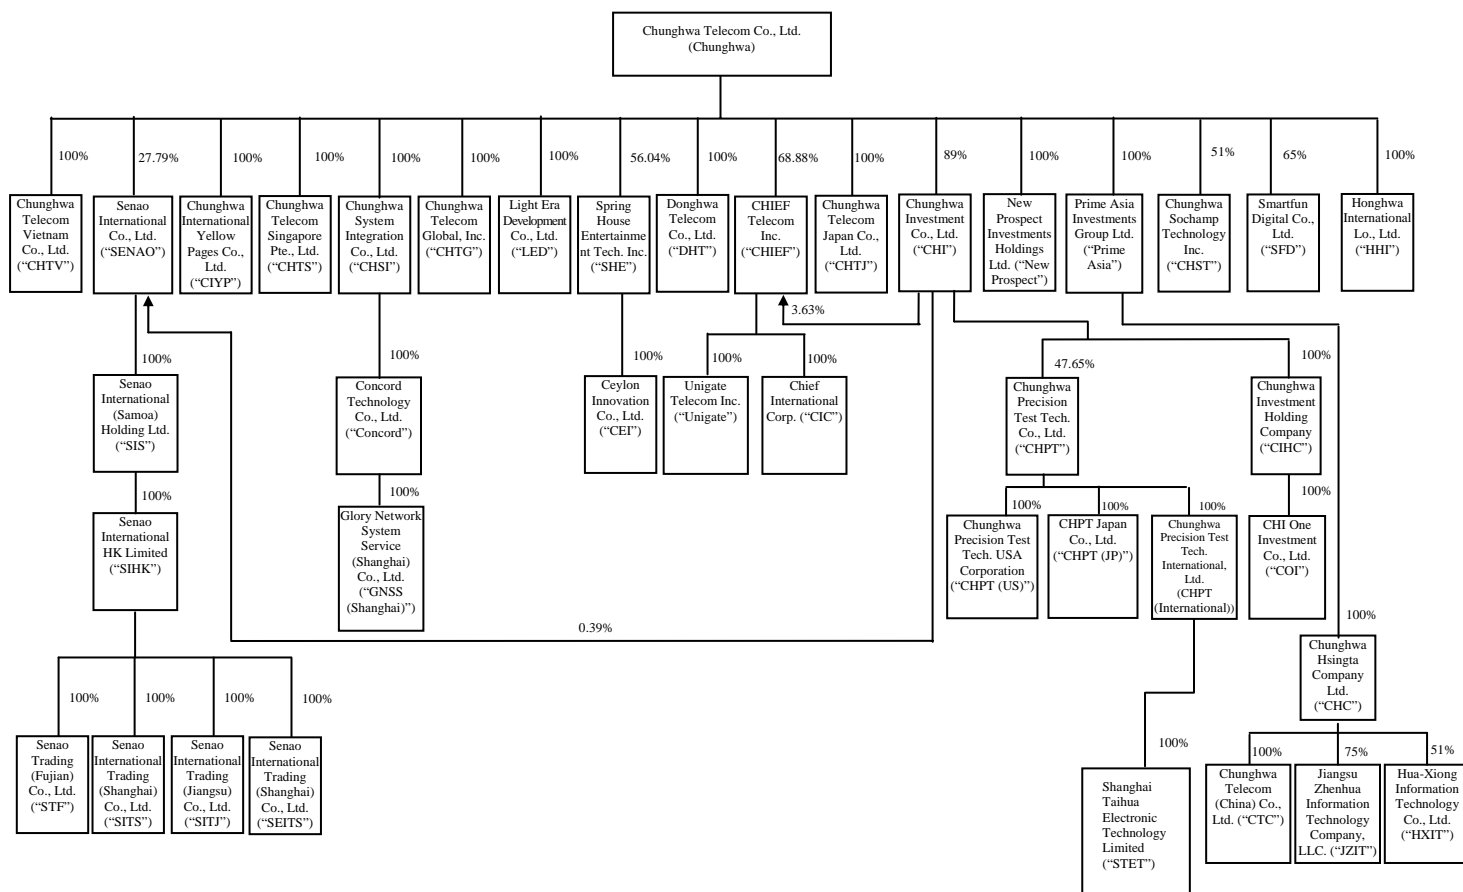 Chunghwa Telecom Co., Ltd.
(Chunghwa)
100%
27.79%
100%
100%
100%
100%
100%
56.04%
100%
68.88%
100%
89%
100%
100%
51%
65%
100%
Chunghwa
Telecom
Vietnam
Co., Ltd.
(“CHTV”)
Senao
International
Co., Ltd.
(“SENAO”)
Chunghwa
International
Yellow
Pages Co.,
Ltd.
(“CIYP”)
Chunghwa
Telecom
Singapore
Pte., Ltd.
(“CHTS”)
Chunghwa
System
Integration
Co., Ltd.
(“CHSI”)
Chunghwa
Telecom
Global, Inc.
(“CHTG”)
Light Era
Development
Co., Ltd.
(“LED”)
Spring
House
Entertainme
nt Tech. Inc.
(“SHE”)
Donghwa
Telecom
Co., Ltd.
(“DHT”)
CHIEF
Telecom
Inc.
(“CHIEF”)
Chunghwa
Telecom
Japan Co.,
Ltd.
(“CHTJ”)
Chunghwa
Investment
Co., Ltd.
(“CHI”)
New
Prospect
Investments
Holdings
Ltd. (“New
Prospect”)
Prime Asia
Investments
Group Ltd.
(“Prime
Asia”)
Chunghwa
Sochamp
Technology
Inc.
(“CHST”)
Smartfun
Digital Co.,
Ltd.
(“SFD”)
Honghwa
International
Lo., Ltd.
(“HHI”)
3.63%
100%
100%
100%
100%
100%
47.65%
100%
Senao
International
(Samoa)
Holding Ltd.
(“SIS”)
Concord
Technology
Co., Ltd.
(“Concord”)
Ceylon
Innovation
Co., Ltd.
(“CEI”)
Unigate
Telecom Inc.
(“Unigate”)
Chief
International
Corp. (“CIC”)
Chunghwa
Precision
Test Tech.
Co., Ltd.
(“CHPT”)
Chunghwa
Investment
Holding
Company
(“CIHC”)
100%
100%
100%
100%
100%
100%
Senao
International
HK Limited
(“SIHK”)
Glory Network
System
Service
(Shanghai)
Co., Ltd.
(“GNSS
(Shanghai)”)
Chunghwa
Precision Test
Tech. USA
Corporation
(“CHPT (US)”)
CHPT Japan
Co., Ltd.
(“CHPT (JP)”)
Chunghwa
Precision Test
Tech.
International,
Ltd.
(CHPT
(International))
CHI One
Investment
Co., Ltd.
(“COI”)
0.39%
100%
Chunghwa
Hsingta
Company
Ltd.
(“CHC”)
100%
100%
100%
100%
100%
100%
75%
51%
Senao
Trading
(Fujian)
Co., Ltd.
(“STF”)
Senao
International
Trading
(Shanghai)
Co., Ltd.
(“SITS”)
Senao
International
Trading
(Jiangsu)
Co., Ltd.
(“SITJ”)
Senao
International
Trading
(Shanghai)
Co., Ltd.
(“SEITS”)
Shanghai
Taihua
Electronic
Technology
Limited
(“STET”)
Chunghwa
Telecom
(China) Co.,
Ltd. (“CTC”)
Jiangsu
Zhenhua
Information
Technology
Company,
LLC. (“JZIT”)
Hua-Xiong
Information
Technology
Co., Ltd.
(“HXIT”)